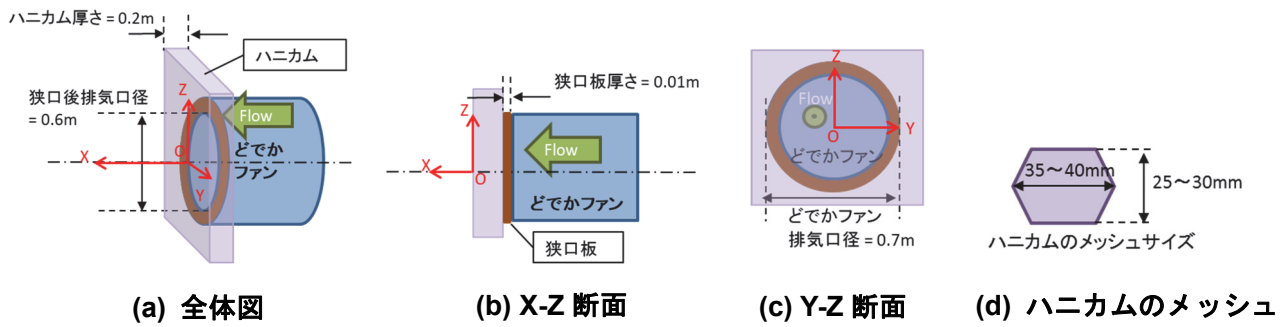 ハニカム厚さ = 0.2m
ハニカム
狭口後排気口径
= 0.6m
Z
Flow
X
O
どでか
ファン
Y
(a) 全体図
狭口板厚さ = 0.01m
Z
Flow
X
O
どでかファン
狭口板
(b) X-Z 断面
Z
Flow
Y
O
どでかファン
どでかファン
排気口径 = 0.7m
(c) Y-Z 断面
35～40mm
25～30mm
ハニカムのメッシュサイズ
(d) ハニカムのメッシュ